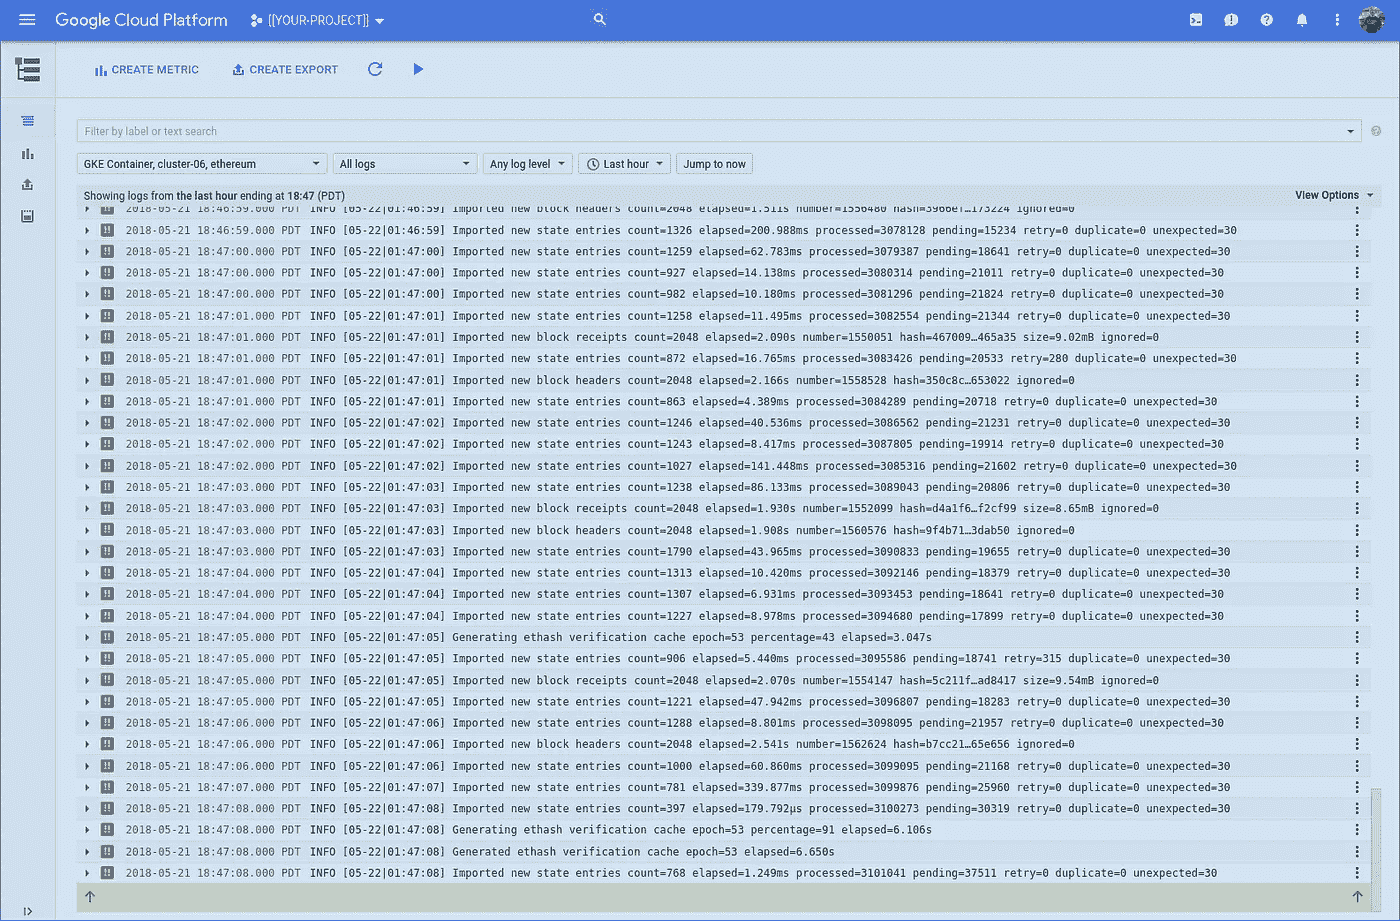 Google Cloud Platform [[YOUR-PROJECT]]
CREATE METRIC CREATE EXPORT
Filter by label or text search
GKE Container, cluster-06, ethereum All logs Any log level Last hour Jump to now
Showing logs from the last hour ending at 18:47 (PDT) View Options
2018-05-21 18:46:59.000 PDT INFO [05-22|01:46:59] Imported new block headers count=2048 elapsed=1.511s number=1556480 hash=3966ef…173224 ignored=0
2018-05-21 18:46:59.000 PDT INFO [05-22|01:46:59] Imported new state entries count=1326 elapsed=200.988ms processed=3078128 pending=15234 retry=0 duplicate=0 unexpected=30
2018-05-21 18:47:00.000 PDT INFO [05-22|01:47:00] Imported new state entries count=1259 elapsed=62.783ms processed=3079387 pending=18641 retry=0 duplicate=0 unexpected=30
2018-05-21 18:47:00.000 PDT INFO [05-22|01:47:00] Imported new state entries count=927 elapsed=14.138ms processed=3080314 pending=21011 retry=0 duplicate=0 unexpected=30
2018-05-21 18:47:00.000 PDT INFO [05-22|01:47:00] Imported new state entries count=982 elapsed=10.180ms processed=3081296 pending=21824 retry=0 duplicate=0 unexpected=30
2018-05-21 18:47:01.000 PDT INFO [05-22|01:47:01] Imported new state entries count=1258 elapsed=11.495ms processed=3082554 pending=21344 retry=0 duplicate=0 unexpected=30
2018-05-21 18:47:01.000 PDT INFO [05-22|01:47:01] Imported new block receipts count=2048 elapsed=2.090s number=1550051 hash=467009…465a35 size=9.02mB ignored=0
2018-05-21 18:47:01.000 PDT INFO [05-22|01:47:01] Imported new state entries count=872 elapsed=16.765ms processed=3083426 pending=20533 retry=280 duplicate=0 unexpected=30
2018-05-21 18:47:01.000 PDT INFO [05-22|01:47:01] Imported new block headers count=2048 elapsed=2.166s number=1558528 hash=350c8c…653022 ignored=0
2018-05-21 18:47:01.000 PDT INFO [05-22|01:47:01] Imported new state entries count=863 elapsed=4.389ms processed=3084289 pending=20718 retry=0 duplicate=0 unexpected=30
2018-05-21 18:47:02.000 PDT INFO [05-22|01:47:02] Imported new state entries count=1246 elapsed=40.536ms processed=3086562 pending=21231 retry=0 duplicate=0 unexpected=30
2018-05-21 18:47:02.000 PDT INFO [05-22|01:47:02] Imported new state entries count=1243 elapsed=8.417ms processed=3087805 pending=19914 retry=0 duplicate=0 unexpected=30
2018-05-21 18:47:02.000 PDT INFO [05-22|01:47:02] Imported new state entries count=1027 elapsed=141.448ms processed=3085316 pending=21602 retry=0 duplicate=0 unexpected=30
2018-05-21 18:47:03.000 PDT INFO [05-22|01:47:03] Imported new state entries count=1238 elapsed=86.133ms processed=3089043 pending=20806 retry=0 duplicate=0 unexpected=30
2018-05-21 18:47:03.000 PDT INFO [05-22|01:47:03] Imported new block receipts count=2048 elapsed=1.930s number=1552099 hash=d4a1f6…f2cf99 size=8.65mB ignored=0
2018-05-21 18:47:03.000 PDT INFO [05-22|01:47:03] Imported new block headers count=2048 elapsed=1.908s number=1560576 hash=9f4b71…3dab50 ignored=0
2018-05-21 18:47:03.000 PDT INFO [05-22|01:47:03] Imported new state entries count=1790 elapsed=43.965ms processed=3090833 pending=19655 retry=0 duplicate=0 unexpected=30
2018-05-21 18:47:04.000 PDT INFO [05-22|01:47:04] Imported new state entries count=1313 elapsed=10.420ms processed=3092146 pending=18379 retry=0 duplicate=0 unexpected=30
2018-05-21 18:47:04.000 PDT INFO [05-22|01:47:04] Imported new state entries count=1307 elapsed=6.931ms processed=3093453 pending=18641 retry=0 duplicate=0 unexpected=30
2018-05-21 18:47:04.000 PDT INFO [05-22|01:47:04] Imported new state entries count=1227 elapsed=8.978ms processed=3094680 pending=17899 retry=0 duplicate=0 unexpected=30
2018-05-21 18:47:05.000 PDT INFO [05-22|01:47:05] Generating ethash verification cache epoch=53 percentage=43 elapsed=3.047s
2018-05-21 18:47:05.000 PDT INFO [05-22|01:47:05] Imported new state entries count=906 elapsed=5.440ms processed=3095586 pending=18741 retry=315 duplicate=0 unexpected=30
2018-05-21 18:47:05.000 PDT INFO [05-22|01:47:05] Imported new block receipts count=2048 elapsed=2.070s number=1554147 hash=5c211f…ad8417 size=9.54mB ignored=0
2018-05-21 18:47:05.000 PDT INFO [05-22|01:47:05] Imported new state entries count=1221 elapsed=47.942ms processed=3096807 pending=18283 retry=0 duplicate=0 unexpected=30
2018-05-21 18:47:06.000 PDT INFO [05-22|01:47:06] Imported new state entries count=1288 elapsed=8.801ms processed=3098095 pending=21957 retry=0 duplicate=0 unexpected=30
2018-05-21 18:47:06.000 PDT INFO [05-22|01:47:06] Imported new block headers count=2048 elapsed=2.541s number=1562624 hash=b7cc21…65e656 ignored=0
2018-05-21 18:47:06.000 PDT INFO [05-22|01:47:06] Imported new state entries count=1000 elapsed=60.860ms processed=3099095 pending=21168 retry=0 duplicate=0 unexpected=30
2018-05-21 18:47:07.000 PDT INFO [05-22|01:47:07] Imported new state entries count=781 elapsed=339.877ms processed=3099876 pending=25960 retry=0 duplicate=0 unexpected=30
2018-05-21 18:47:08.000 PDT INFO [05-22|01:47:08] Imported new state entries count=397 elapsed=179.792µs processed=3100273 pending=30319 retry=0 duplicate=0 unexpected=30
2018-05-21 18:47:08.000 PDT INFO [05-22|01:47:08] Generating ethash verification cache epoch=53 percentage=91 elapsed=6.106s
2018-05-21 18:47:08.000 PDT INFO [05-22|01:47:08] Generated ethash verification cache epoch=53 elapsed=6.650s
2018-05-21 18:47:08.000 PDT INFO [05-22|01:47:08] Imported new state entries count=768 elapsed=1.249ms processed=3101041 pending=37511 retry=0 duplicate=0 unexpected=30